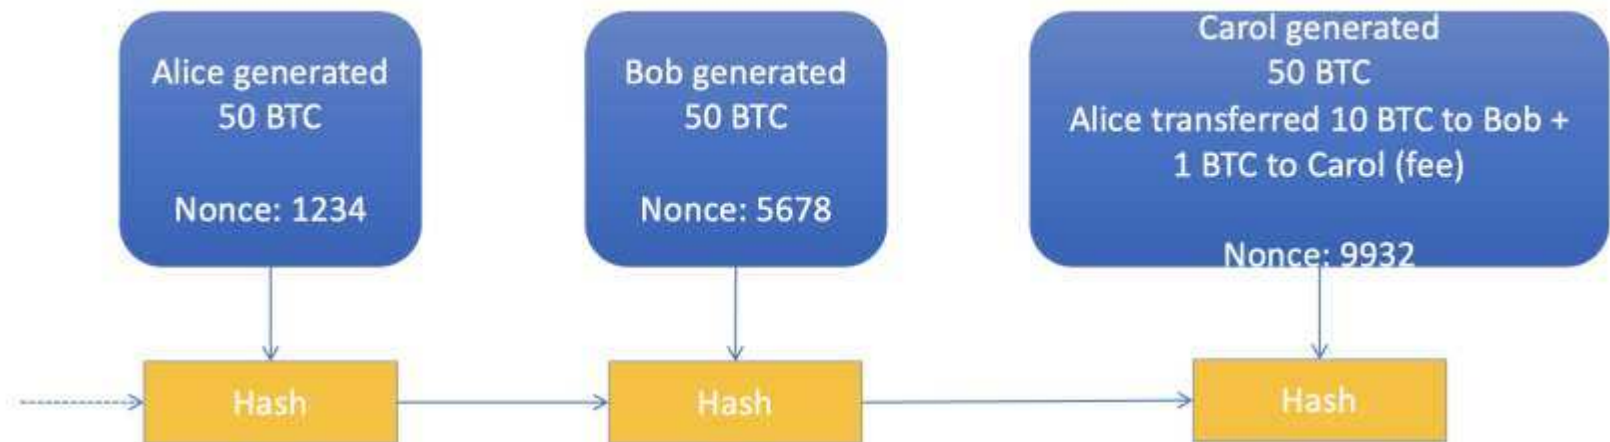 Alice generated
50 BTC
Nonce: 1234
Bob generated
50 BTC
Nonce: 5678
Carol generated
50 BTC
Alice transferred 10 BTC to Bob +
1 BTC to Carol (fee)
Nonce: 9932
Hash
Hash
Hash